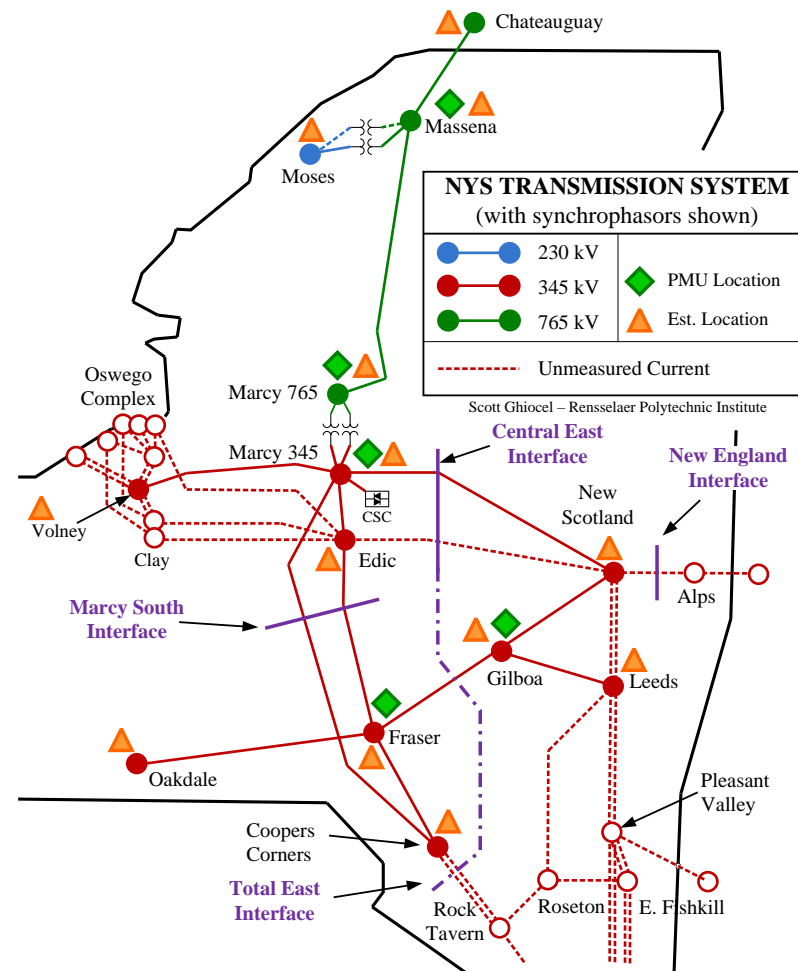 Chateauguay
Massena
Moses
NYS TRANSMISSION SYSTEM
(with synchrophasors shown)
230 kV
345 kV
765 kV
PMU Location
Est. Location
Unmeasured Current
Scott Ghiocel – Rensselaer Polytechnic Institute
Oswego
Complex
Marcy 765
Marcy 345
Central East
Interface
New England
Interface
New
Scotland
CSC
Volney
Clay
Edic
Alps
Marcy South
Interface
Gilboa
Leeds
Fraser
Oakdale
Pleasant
Valley
Coopers
Corners
Total East
Interface
Rock
Tavern
Roseton
E. Fishkill